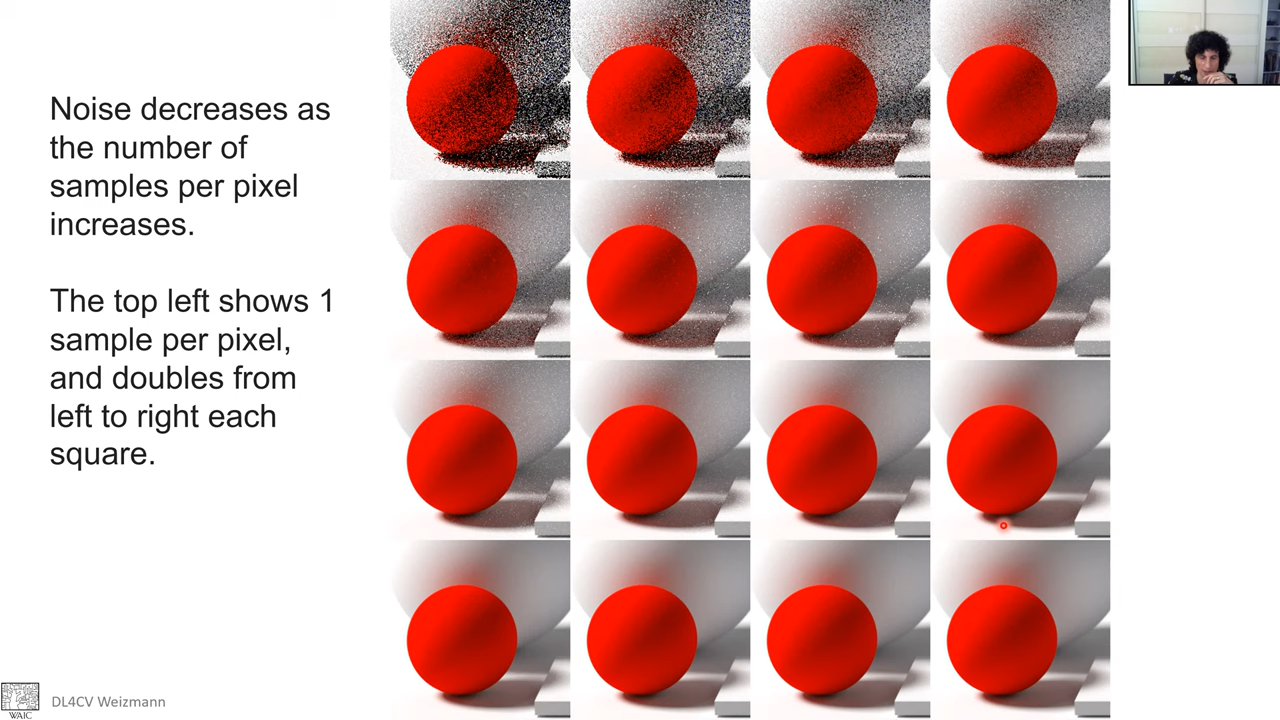 Noise decreases as
the number of
samples per pixel
increases.
The top left shows 1
sample per pixel,
and doubles from
left to right each
square.
WAIC
DL4CV Weizmann